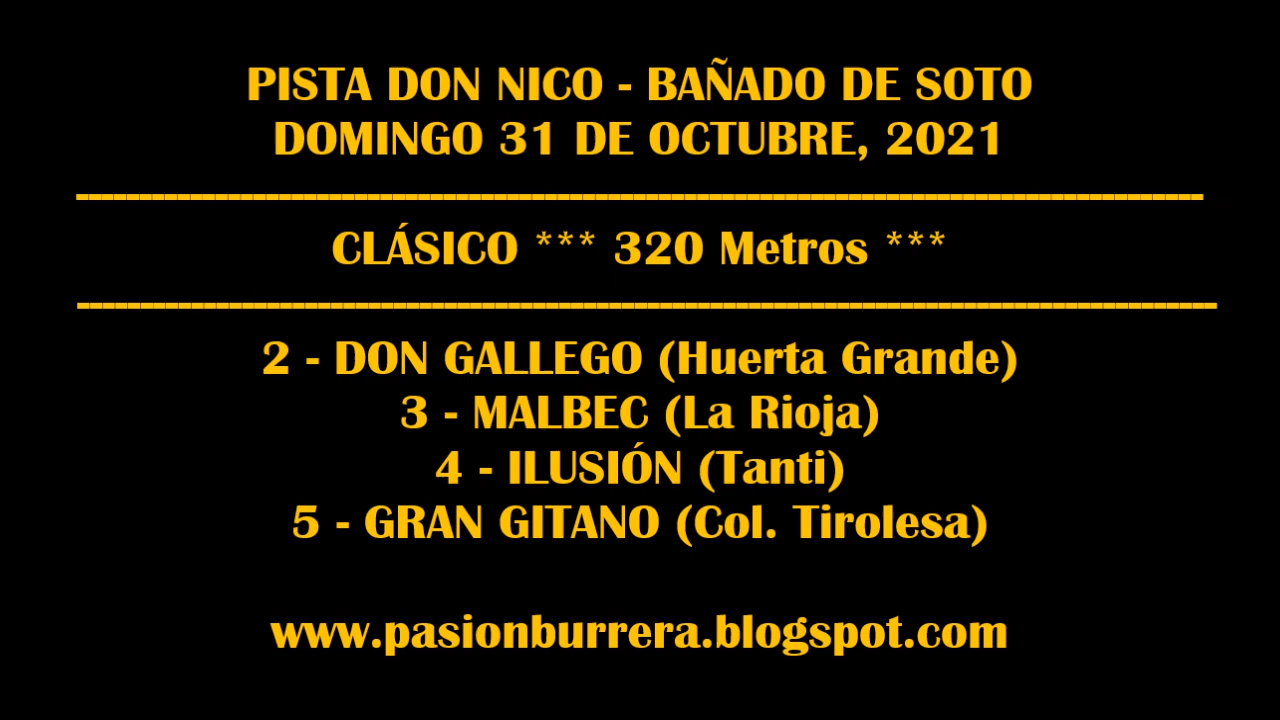 PISTA DON NICO - BAÑADO DE SOTO
DOMINGO 31 DE OCTUBRE, 2021
CLÁSICO *** 320 Metros ***
2 - DON GALLEGO (Huerta Grande)
3 - MALBEC (La Rioja)
4 - ILUSIÓN (Tanti)
5 - GRAN GITANO (Col. Tirolesa)
www.pasionburrera.blogspot.com